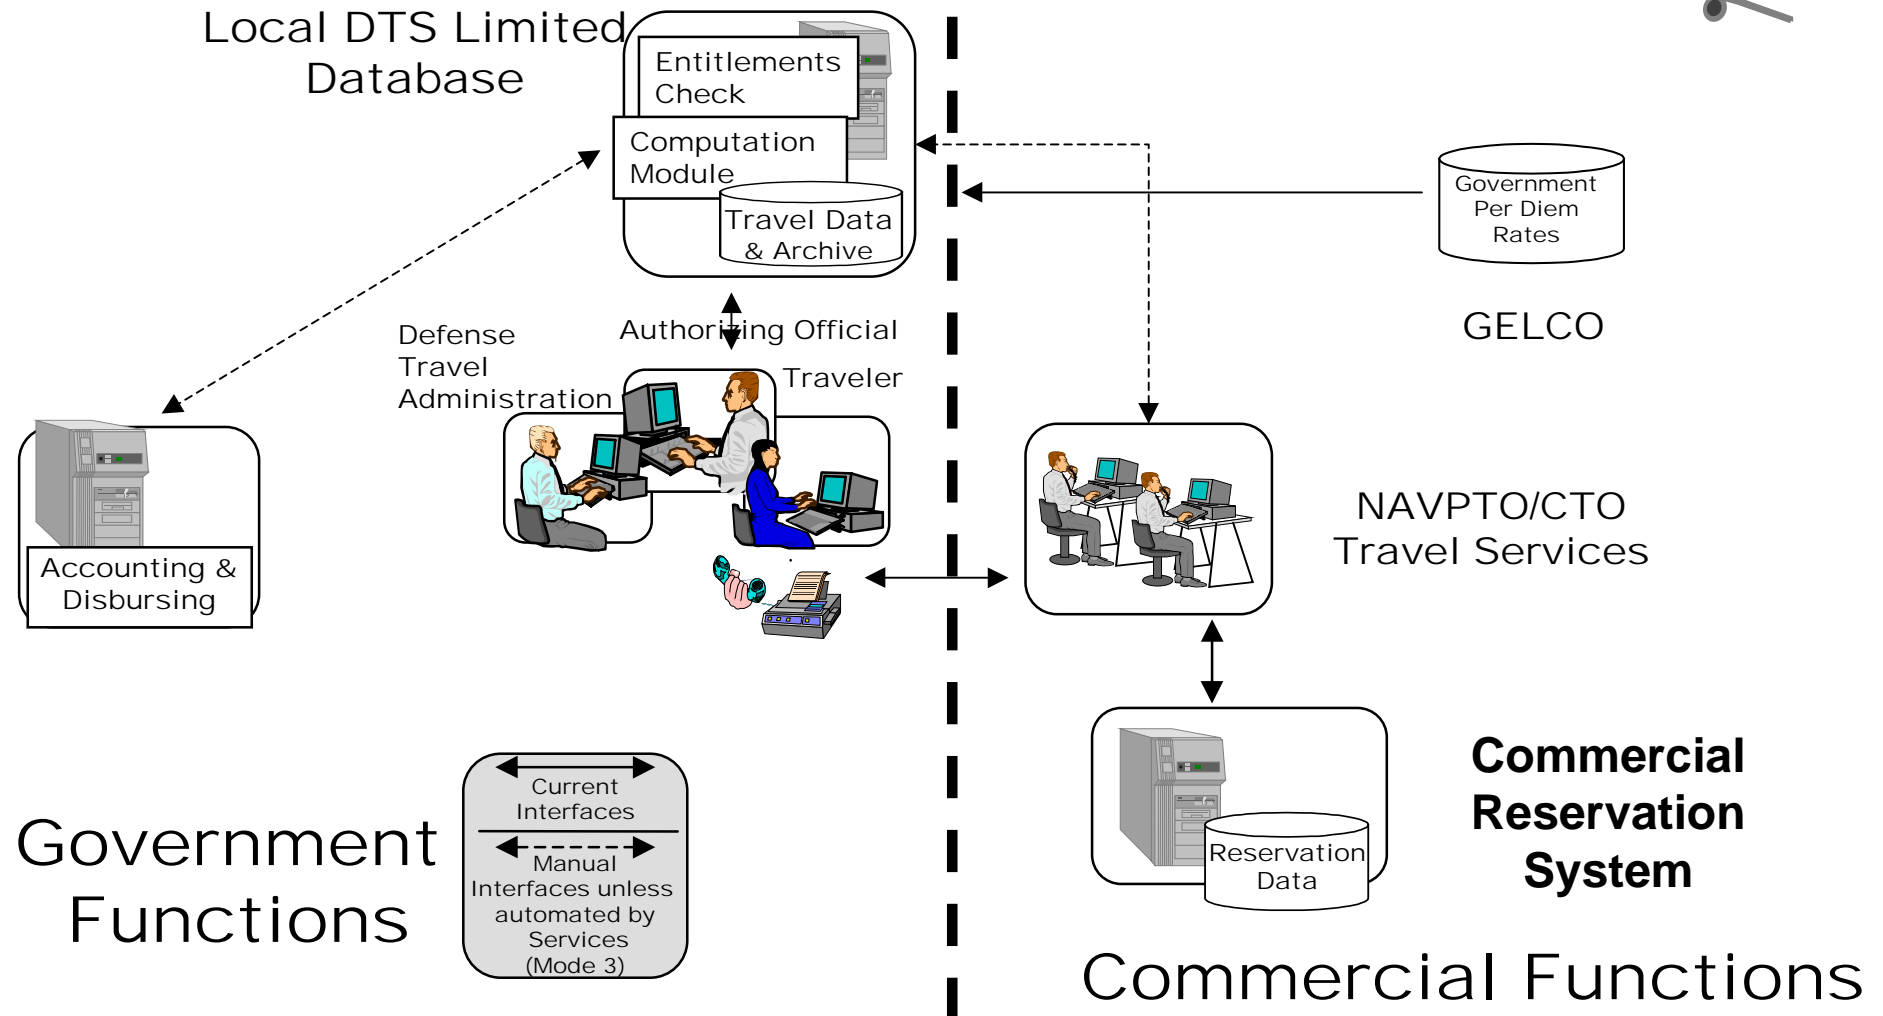 Local DTS Limited
Database
Entitlements
Check
Computation
Module
Travel Data
& Archive
Government
Per Diem
Rates
GELCO
Defense
Travel
Administration
Authorizing Official
Traveler
Accounting &
Disbursing
NAVPTO/CTO
Travel Services
Commercial
Reservation
System
Reservation
Data
Government
Functions
Current
Interfaces
Manual
Interfaces unless
automated by
Services
(Mode 3)
Commercial Functions